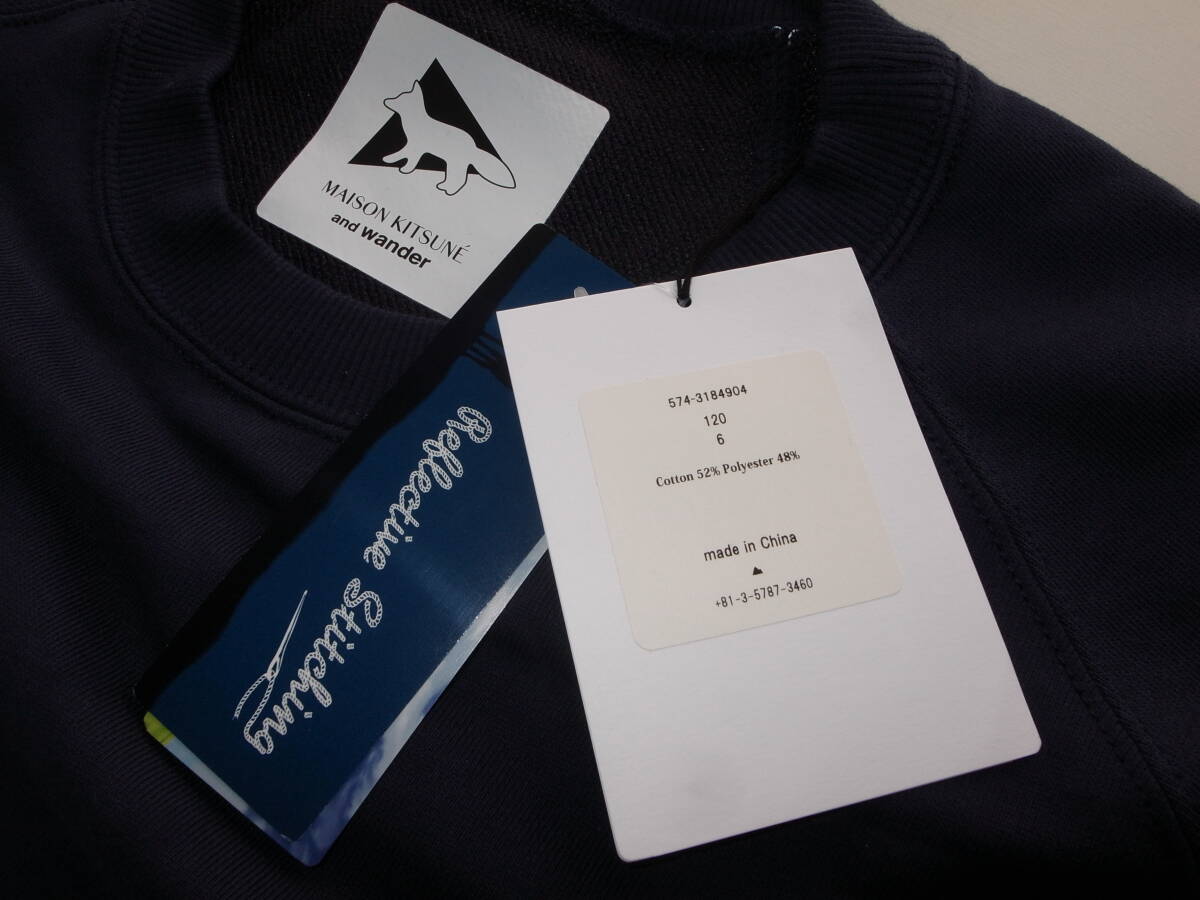 MAISON KITSUNÉ
and wander
Reflective Stitching
574-3184904
120
6
Cotton 52% Polyester 48%
made in China
+81-3-5787-3460